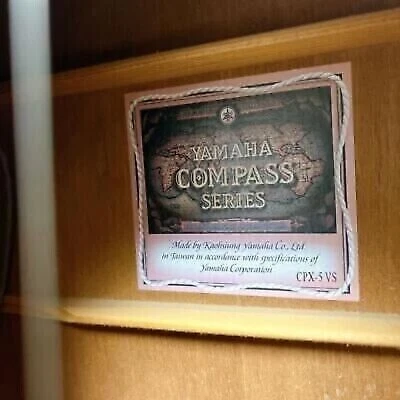 YAMAHA
COMPASS
SERIES
Made by Kaohsiung Yamaha Co., Ltd.
in Taiwan in accordance with specifications of
Yamaha Corporation
CPX-5 VS